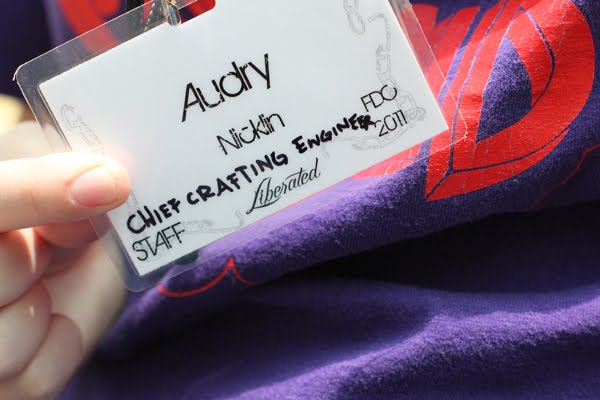 Audry
Nicklin
CHIEF CRAFTING ENGINEER
STAFF
Liberated
FDC
2011